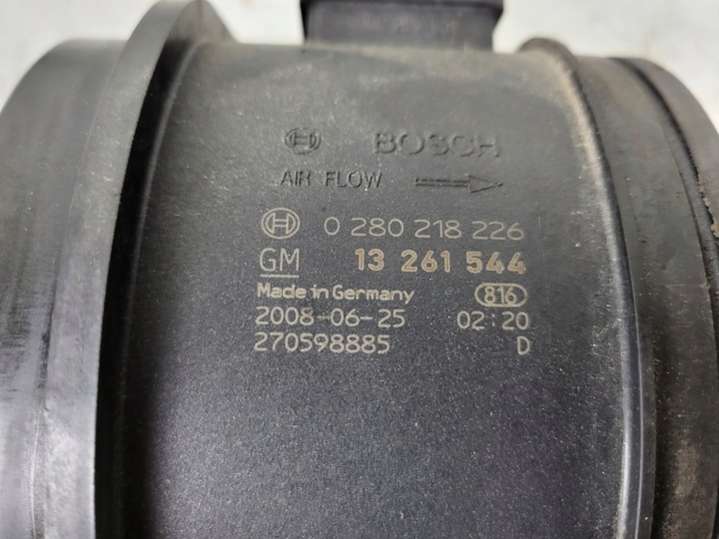 BOSCH
AIR FLOW
0 280 218 226
GM 13 261 544
Made in Germany 816
2008-06-25 02:20
270598885 D